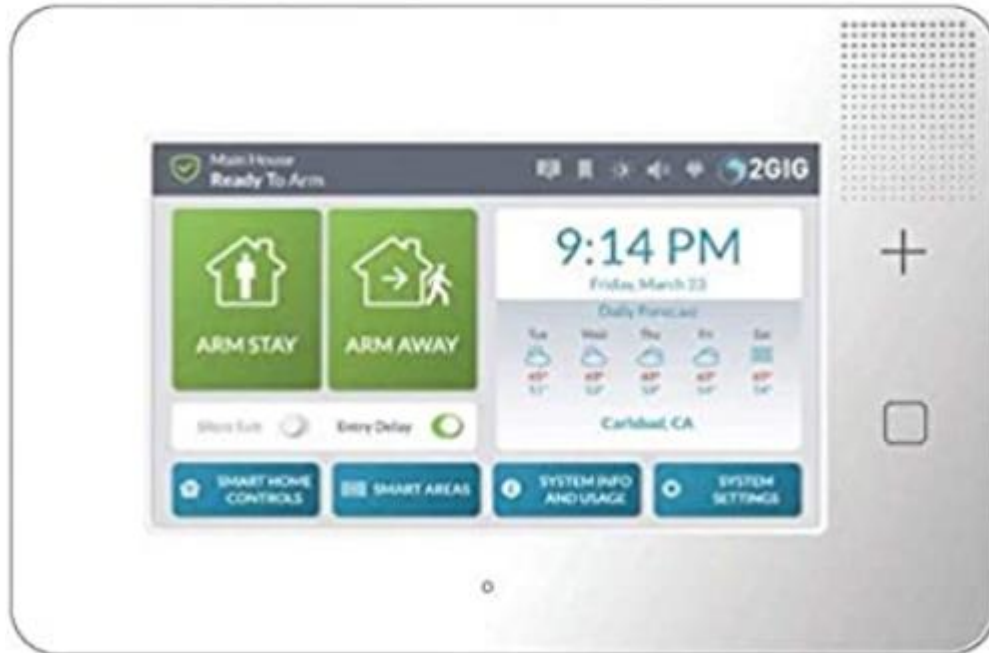 Main House
Ready To Arm
2GIG
ARM STAY
ARM AWAY
9:14 PM
Friday, March 23
Daily Forecast
Tue Wed Thu Fri Sat
Carlsbad, CA
Silent Exit
Entry Delay
SMART HOME
CONTROLS
SMART AREAS
SYSTEM INFO
AND USAGE
SYSTEM
SETTINGS